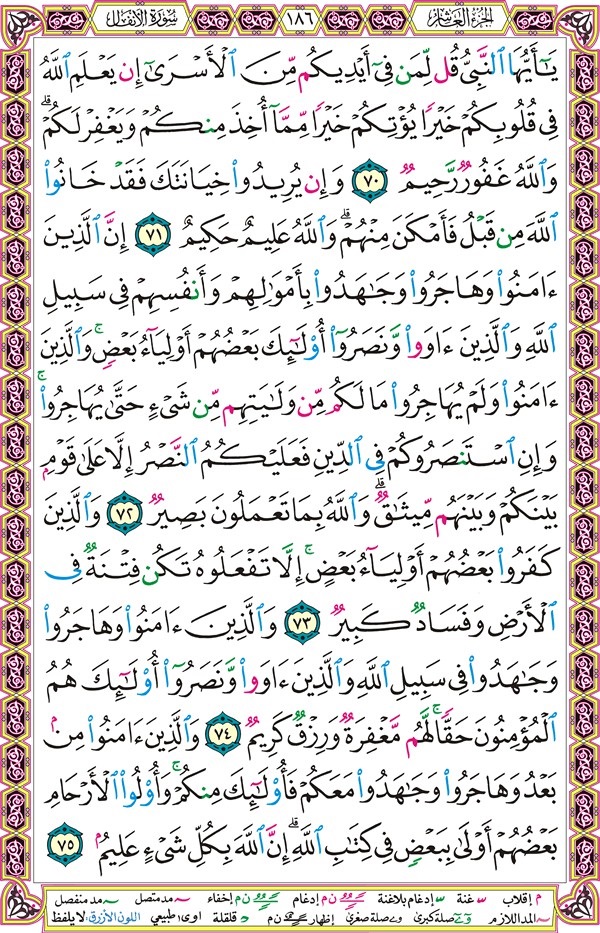 الجزء العاشر ١٨٦ سورة الأنفال
يَـٰٓأَيُّهَا ٱلنَّبِىُّ قُل لِّمَن فِىٓ أَيْدِيكُم مِّنَ ٱلْأَسْرَىٰٓ إِن يَعْلَمِ ٱللَّهُ
فِى قُلُوبِكُمْ خَيْرًا يُؤْتِكُمْ خَيْرًا مِّمَّآ أُخِذَ مِنكُمْ وَيَغْفِرْ لَكُمْ ۗ
وَٱللَّهُ غَفُورٌ رَّحِيمٌ ٧٠ وَإِن يُرِيدُوا۟ خِيَانَتَكَ فَقَدْ خَانُوا۟
ٱللَّهَ مِن قَبْلُ فَأَمْكَنَ مِنْهُمْ ۗ وَٱللَّهُ عَلِيمٌ حَكِيمٌ ٧١ إِنَّ ٱلَّذِينَ
ءَامَنُوا۟ وَهَاجَرُوا۟ وَجَـٰهَدُوا۟ بِأَمْوَٰلِهِمْ وَأَنفُسِهِمْ فِى سَبِيلِ
ٱللَّهِ وَٱلَّذِينَ ءَاوَوا۟ وَّنَصَرُوٓا۟ أُو۟لَـٰٓئِكَ بَعْضُهُمْ أَوْلِيَآءُ بَعْضٍ ۚ وَٱلَّذِينَ
ءَامَنُوا۟ وَلَمْ يُهَاجِرُوا۟ مَا لَكُم مِّن وَلَـٰيَتِهِم مِّن شَىْءٍ حَتَّىٰ يُهَاجِرُوا۟ ۚ
وَإِنِ ٱسْتَنصَرُوكُمْ فِى ٱلدِّينِ فَعَلَيْكُمُ ٱلنَّصْرُ إِلَّا عَلَىٰ قَوْمٍۭ
بَيْنَكُمْ وَبَيْنَهُم مِّيثَـٰقٌ ۗ وَٱللَّهُ بِمَا تَعْمَلُونَ بَصِيرٌ ٧٢ وَٱلَّذِينَ
كَفَرُوا۟ بَعْضُهُمْ أَوْلِيَآءُ بَعْضٍ ۚ إِلَّا تَفْعَلُوهُ تَكُن فِتْنَةٌ فِى
ٱلْأَرْضِ وَفَسَادٌ كَبِيرٌ ٧٣ وَٱلَّذِينَ ءَامَنُوا۟ وَهَاجَرُوا۟
وَجَـٰهَدُوا۟ فِى سَبِيلِ ٱللَّهِ وَٱلَّذِينَ ءَاوَوا۟ وَّنَصَرُوٓا۟ أُو۟لَـٰٓئِكَ هُمُ
ٱلْمُؤْمِنُونَ حَقًّا ۚ لَّهُم مَّغْفِرَةٌ وَرِزْقٌ كَرِيمٌ ٧٤ وَٱلَّذِينَ ءَامَنُوا۟ مِنۢ
بَعْدُ وَهَاجَرُوا۟ وَجَـٰهَدُوا۟ مَعَكُمْ فَأُو۟لَـٰٓئِكَ مِنكُمْ ۚ وَأُو۟لُوا۟ ٱلْأَرْحَامِ
بَعْضُهُمْ أَوْلَىٰ بِبَعْضٍ فِى كِتَـٰبِ ٱللَّهِ ۗ إِنَّ ٱللَّهَ بِكُلِّ شَىْءٍ عَلِيمٌۢ ٧٥
م إقلاب غنة إدغام بلاغنة ن م إدغام ن م إخفاء مد متصل مد منفصل
المد اللازم صلة كبرى صلة صغرى إظهار ن م قلقلة اوى طبيعي اللون الأزرق: لا يلفظ